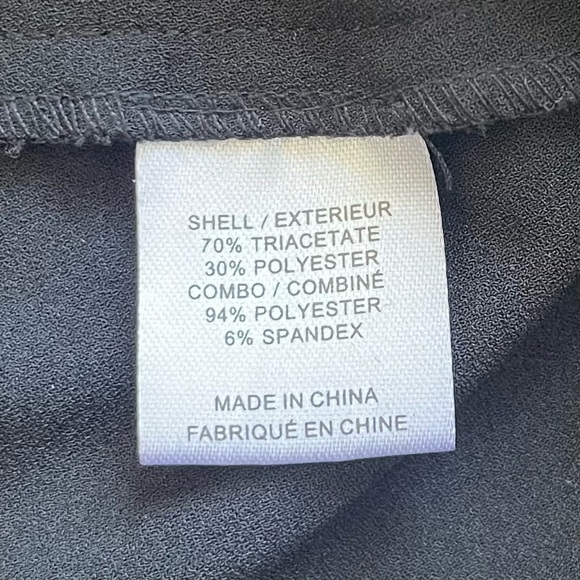 SHELL / EXTERIEUR
70% TRIACETATE
30% POLYESTER
COMBO / COMBINÉ
94% POLYESTER
6% SPANDEX
MADE IN CHINA
FABRIQUÉ EN CHINE